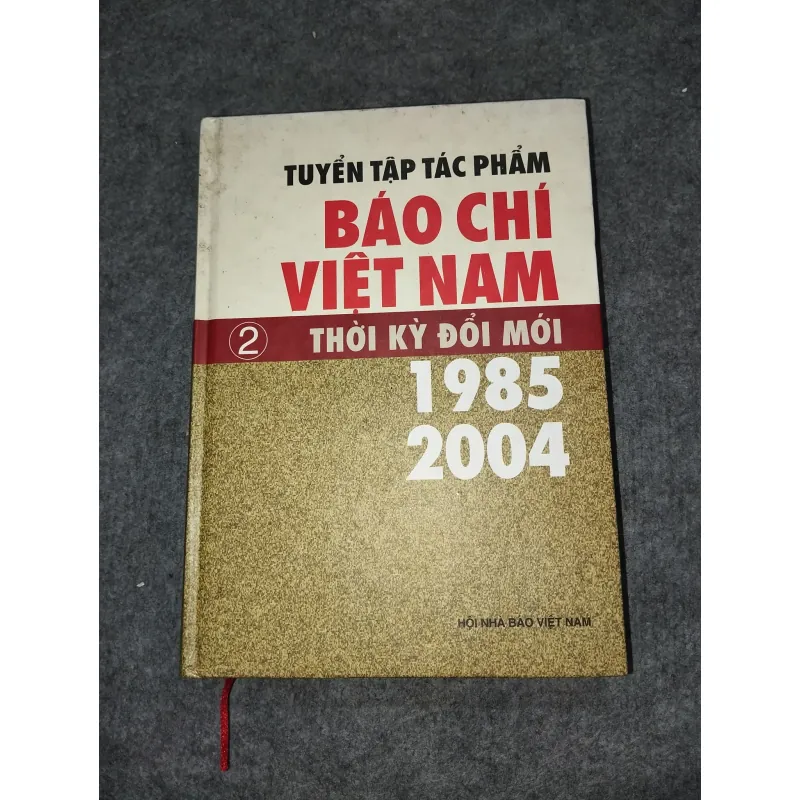 TUYỂN TẬP TÁC PHẨM
BÁO CHÍ
VIỆT NAM
2 THỜI KỲ ĐỔI MỚI
1985
2004
HỘI NHÀ BÁO VIỆT NAM